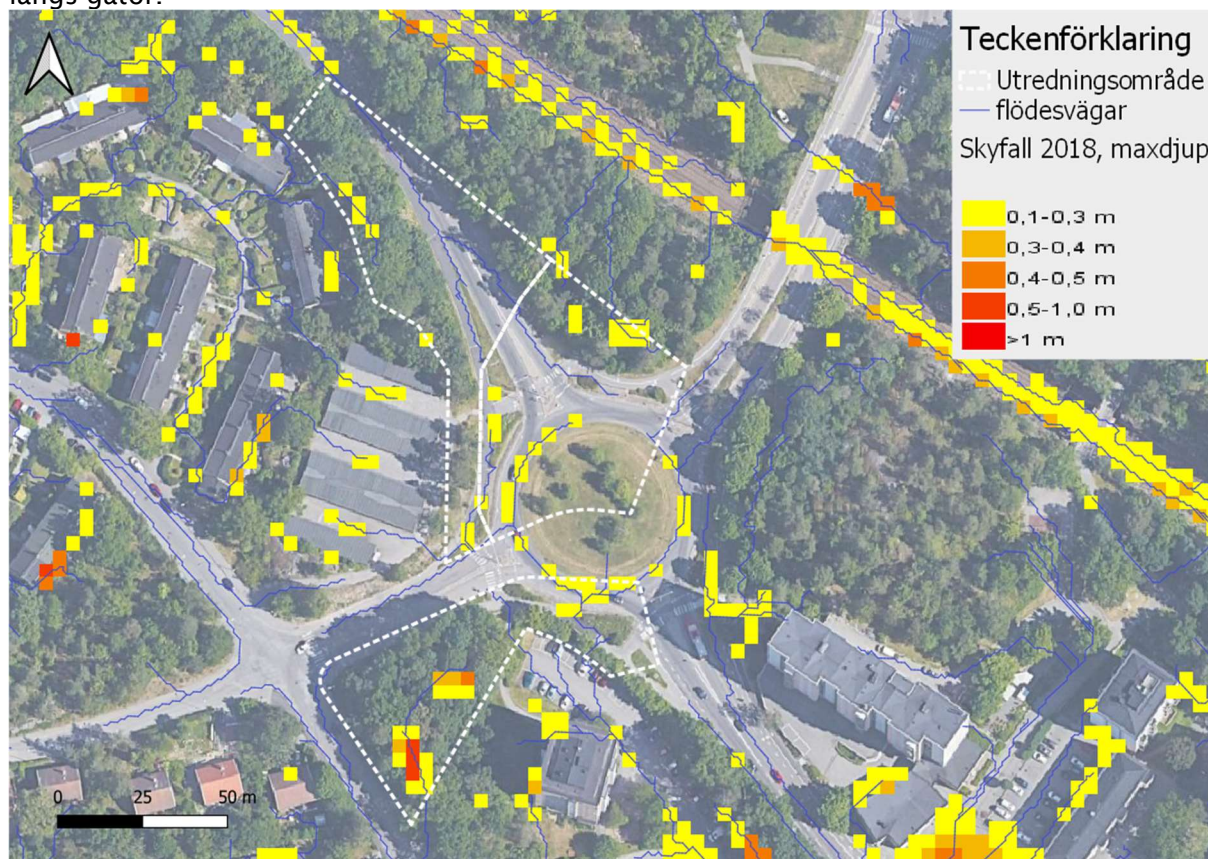 längs gator.
Teckenförklaring
Utredningsområde
flödesvägar
Skyfall 2018, maxdjup
0,1-0,3 m
0,3-0,4 m
0,4-0,5 m
0,5-1,0 m
>1 m
0 25 50 m